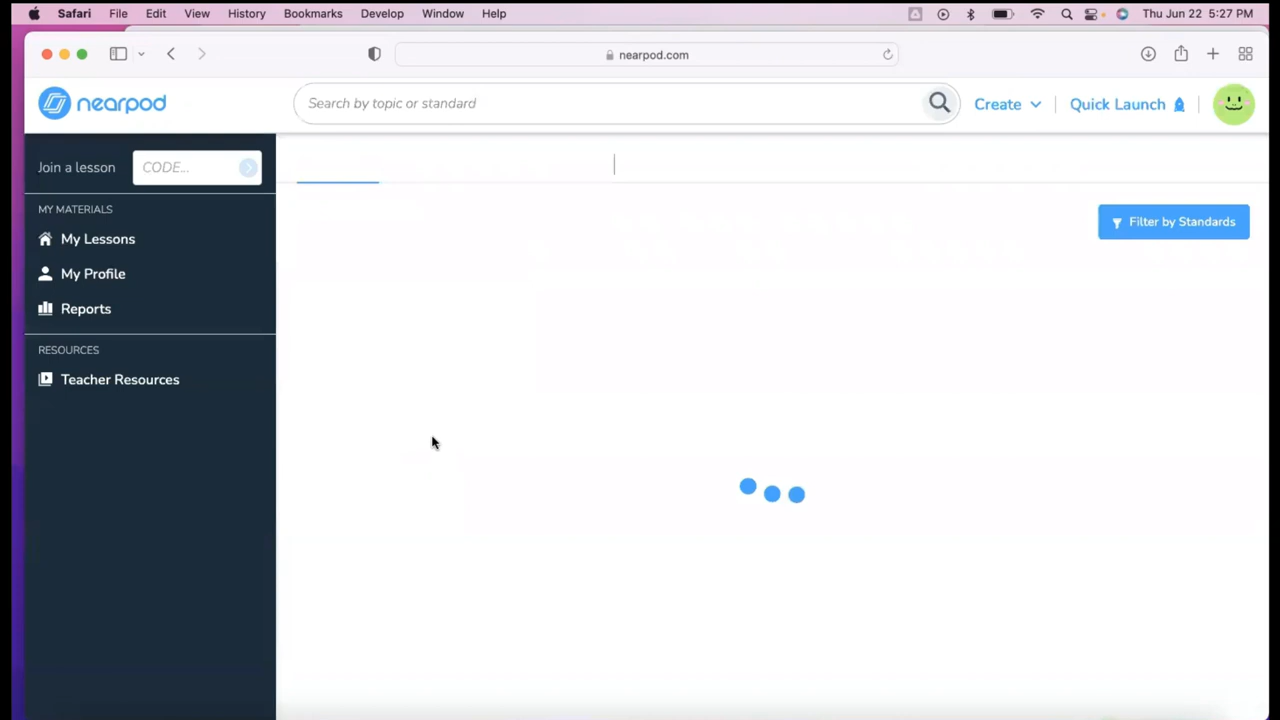 Safari File Edit View History Bookmarks Develop Window Help Thu Jun 22 5:27 PM
nearpod.com
nearpod Search by topic or standard Create Quick Launch
Join a lesson CODE...
MY MATERIALS
Filter by Standards
My Lessons
My Profile
Reports
RESOURCES
Teacher Resources